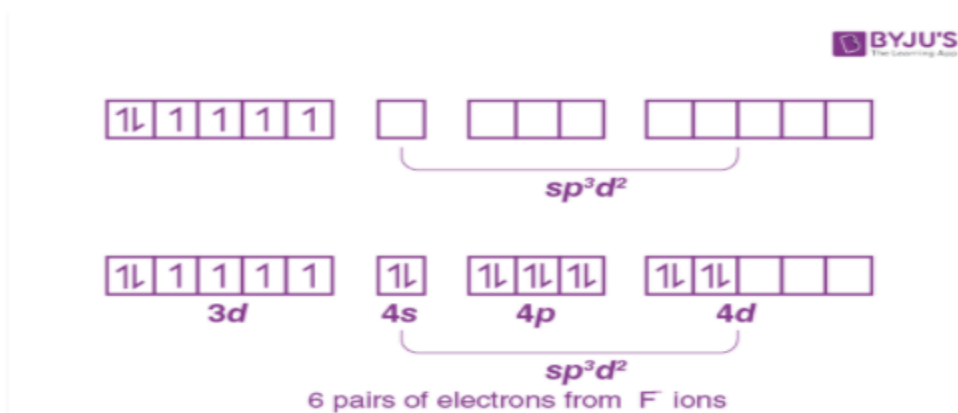 BYJU'S
The Learning App
sp³d²
3d 4s 4p 4d
sp³d²
6 pairs of electrons from F⁻ ions